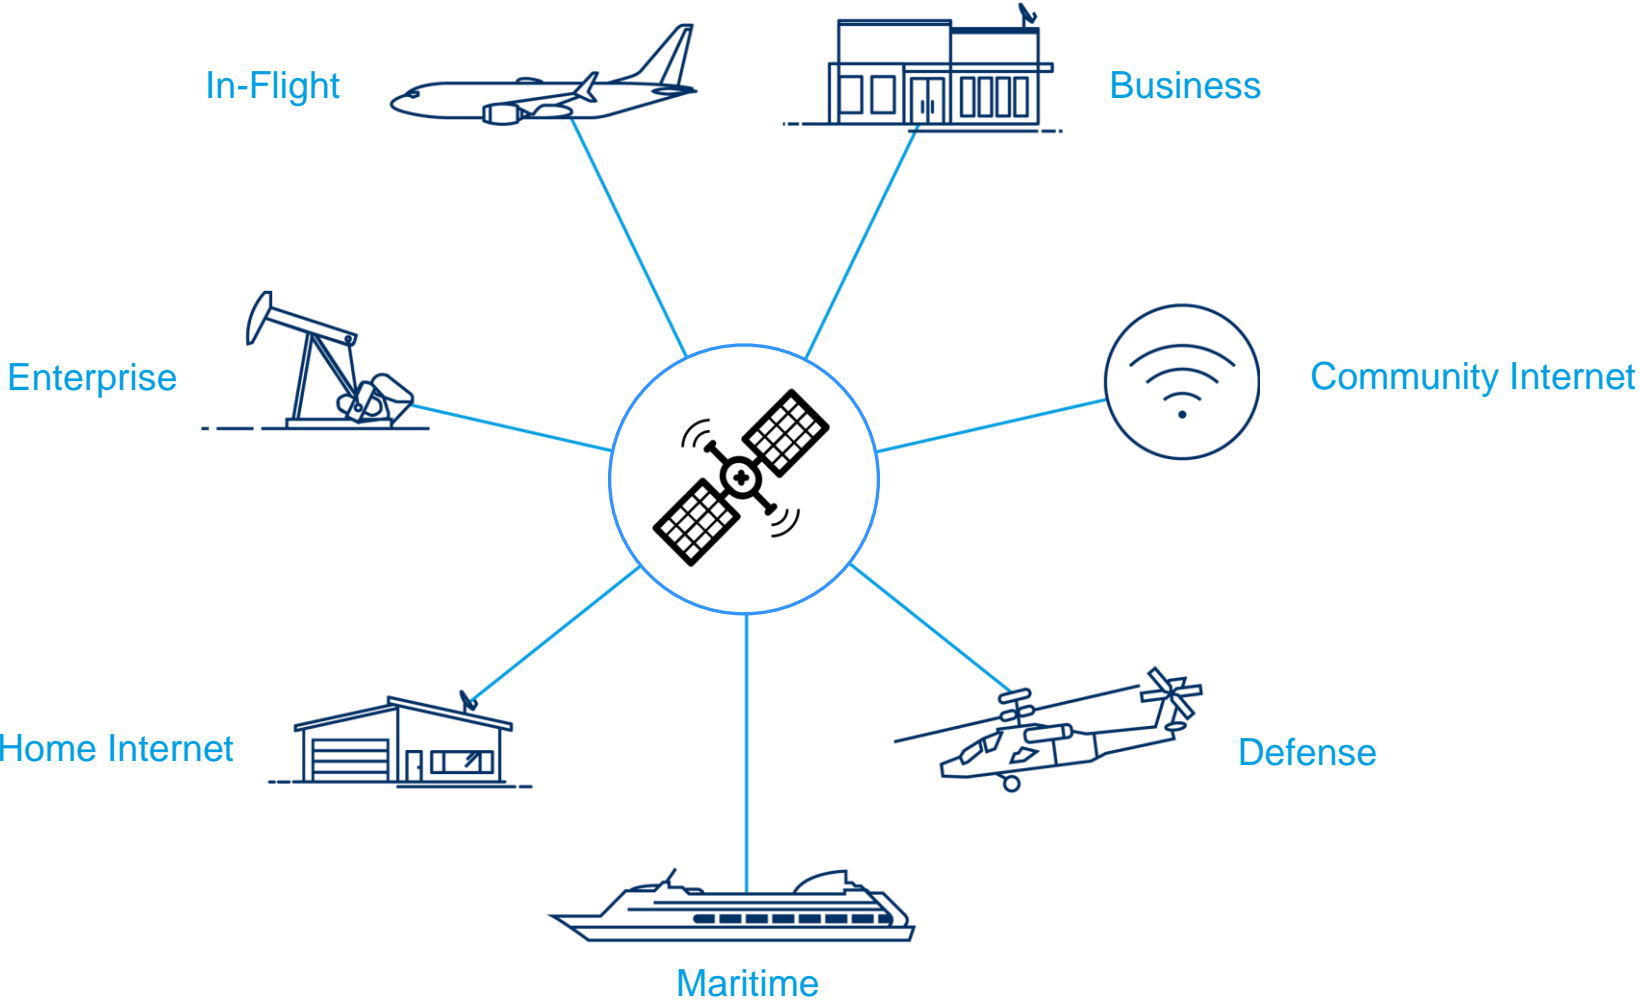 In-Flight
Business
Enterprise
Community Internet
Home Internet
Defense
Maritime